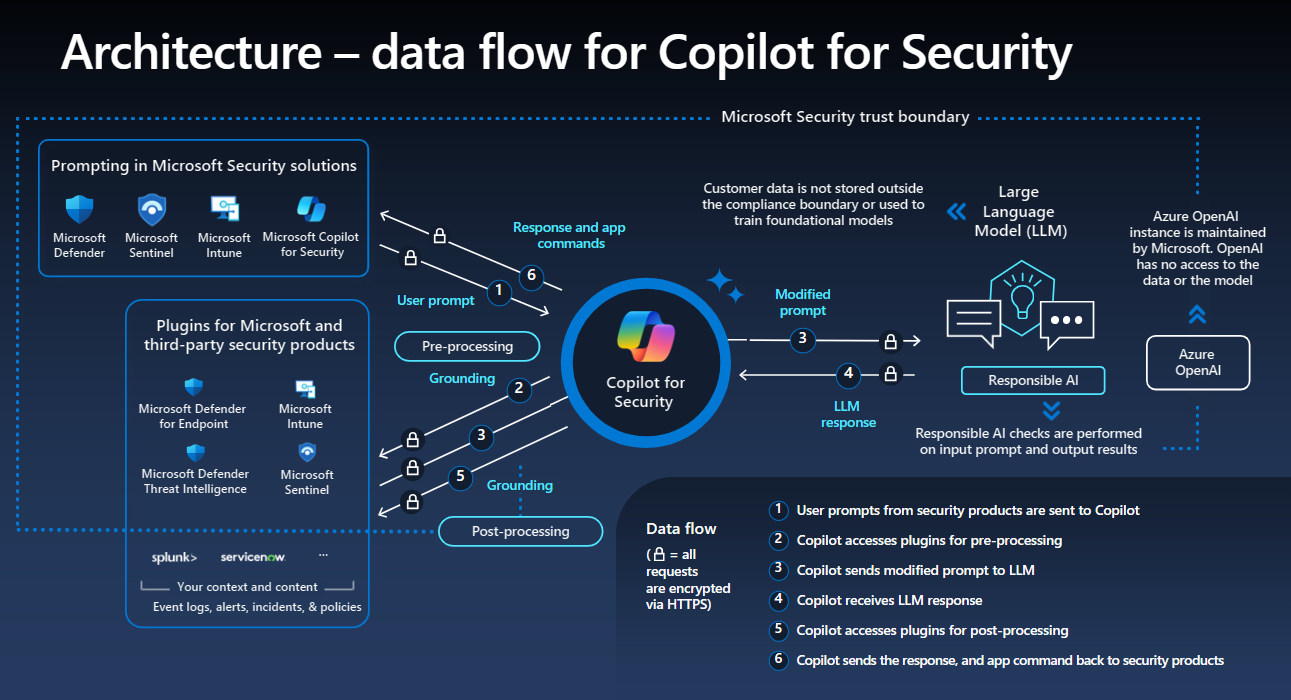 Architecture – data flow for Copilot for Security
Microsoft Security trust boundary
Prompting in Microsoft Security solutions
Microsoft
Defender
Microsoft
Sentinel
Microsoft
Intune
Microsoft Copilot
for Security
Plugins for Microsoft and
third-party security products
Microsoft Defender
for Endpoint
Microsoft
Intune
Microsoft Defender
Threat Intelligence
Microsoft
Sentinel
splunk>
servicenow.
...
Your context and content
Event logs, alerts, incidents, & policies
Response and app
commands
6
1
User prompt
Pre-processing
Grounding
2
3
5
Grounding
Post-processing
Copilot for
Security
Modified
prompt
3
4
LLM
response
Customer data is not stored outside
the compliance boundary or used to
train foundational models
Large
Language
Model (LLM)
Responsible AI
Responsible AI checks are performed
on input prompt and output results
Azure OpenAI
instance is maintained
by Microsoft. OpenAI
has no access to the
data or the model
Azure
OpenAI
Data flow
( = all
requests
are encrypted
via HTTPS)
1 User prompts from security products are sent to Copilot
2 Copilot accesses plugins for pre-processing
3 Copilot sends modified prompt to LLM
4 Copilot receives LLM response
5 Copilot accesses plugins for post-processing
6 Copilot sends the response, and app command back to security products